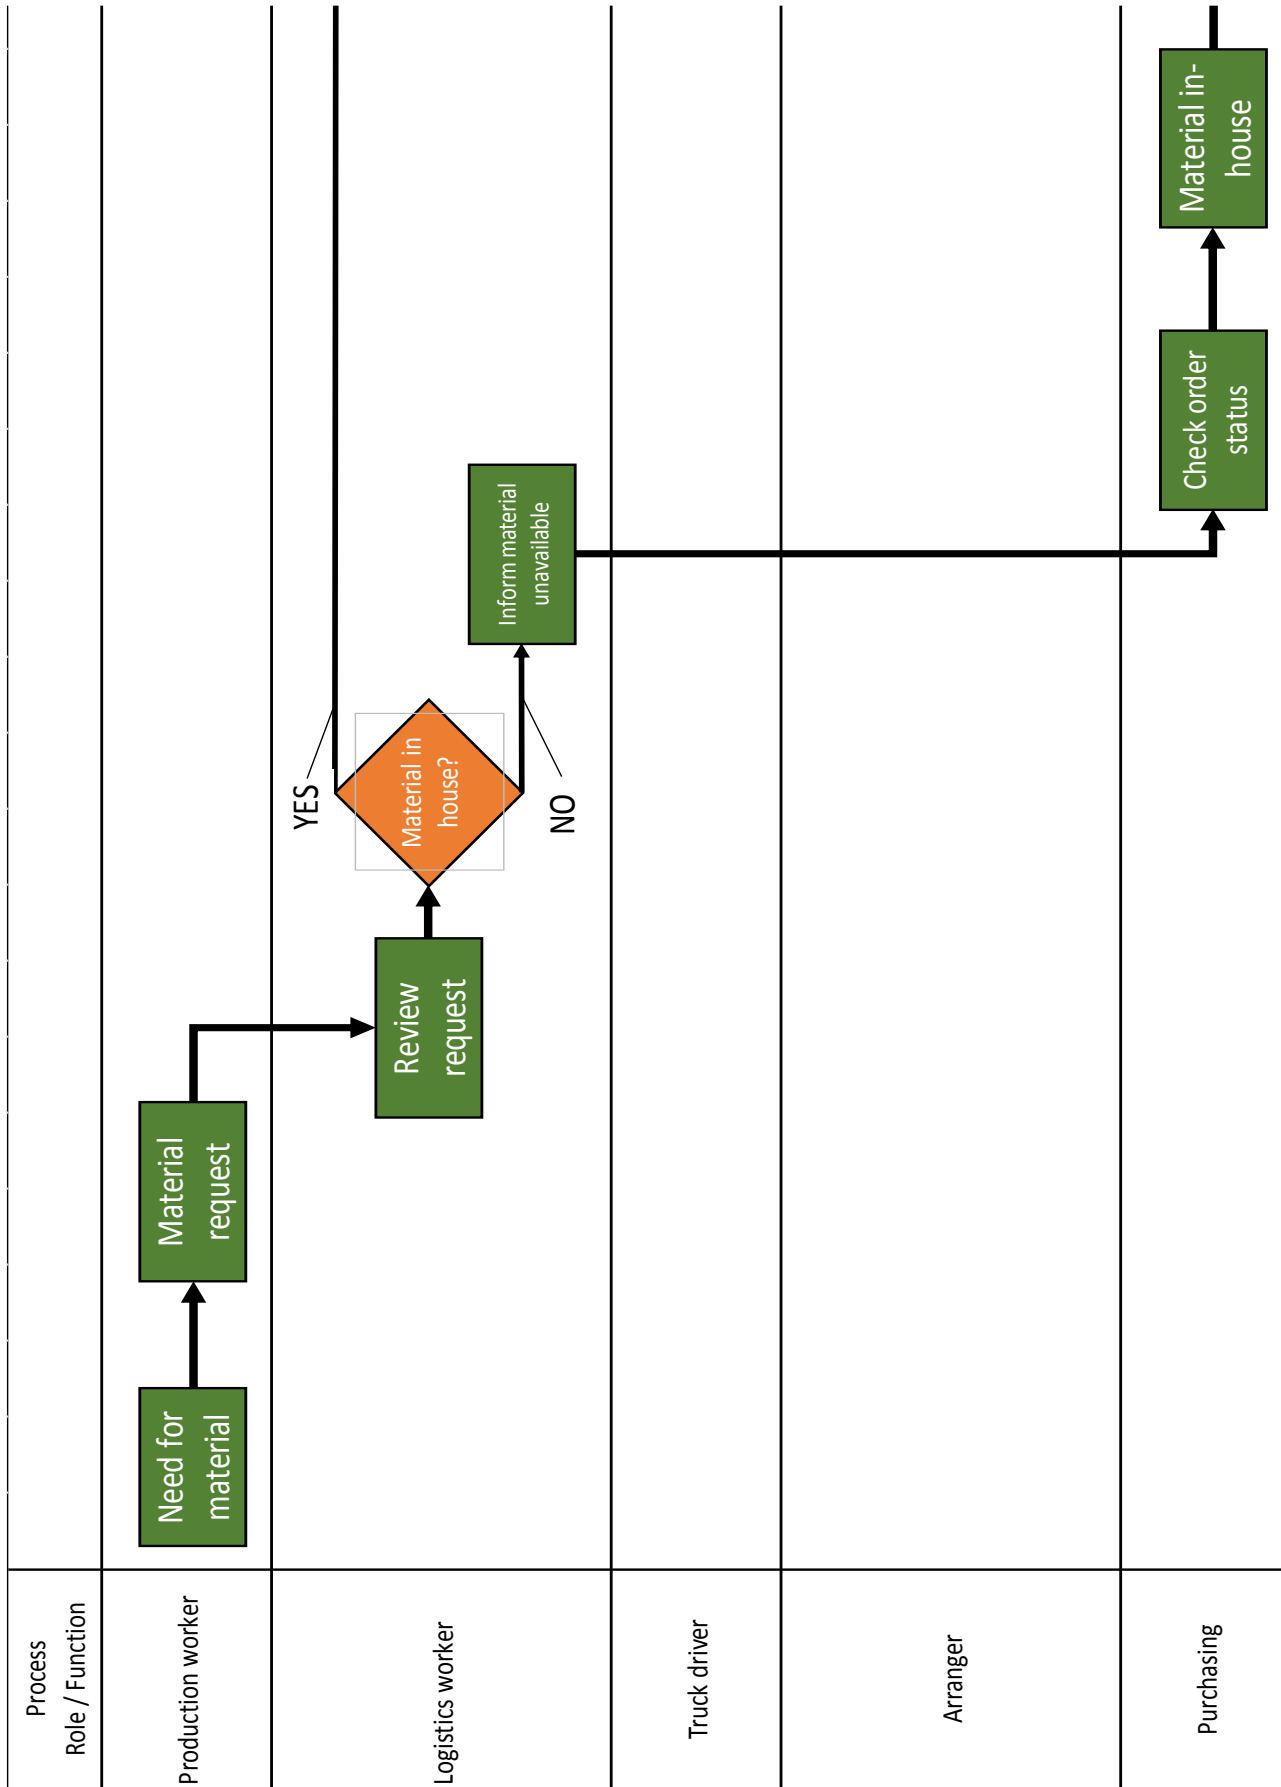 Process
Role / Function
Production worker
Need for
material
Material
request
Logistics worker
Review
request
Material in
house?
YES
NO
Inform material
unavailable
Truck driver
Arranger
Purchasing
Check order
status
Material in-
house